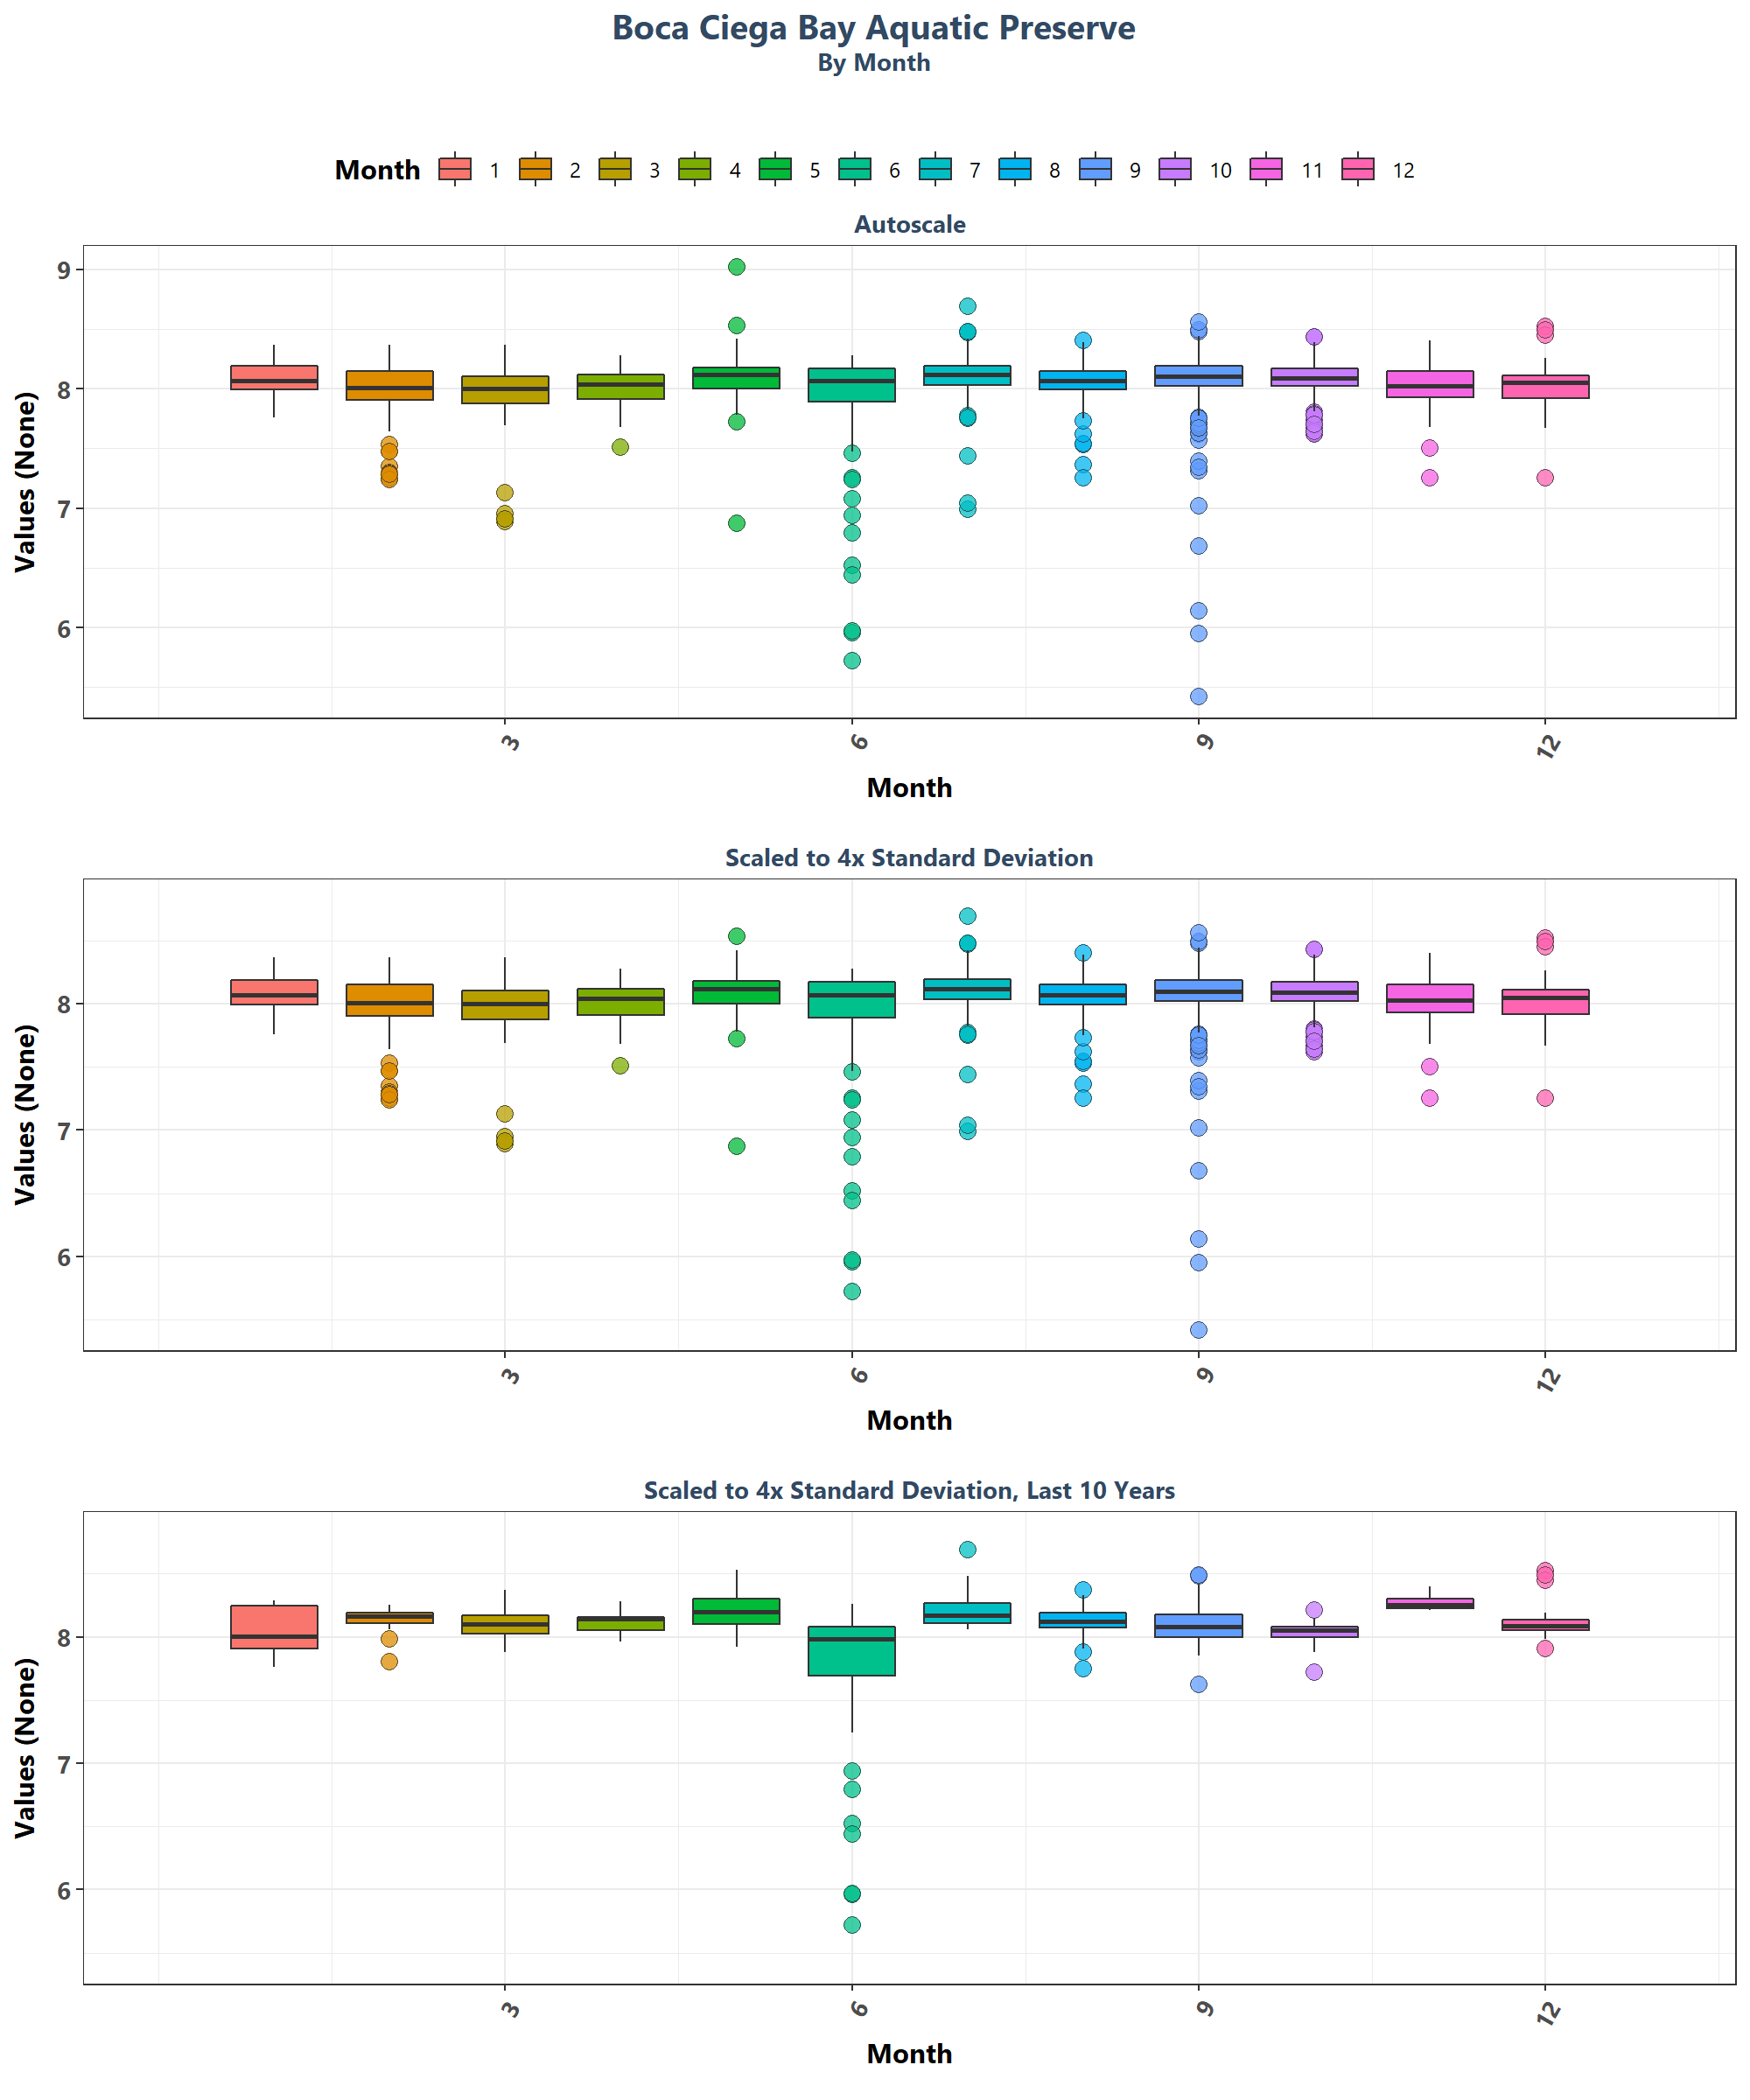 Boca Ciega Bay Aquatic Preserve
By Month
Month 1 2 3 4 5 6 7 8 9 10 11 12
Autoscale
Values (None)
9
8
7
6
3 6 9 12
Month
Scaled to 4x Standard Deviation
Values (None)
8
7
6
3 6 9 12
Month
Scaled to 4x Standard Deviation, Last 10 Years
Values (None)
8
7
6
3 6 9 12
Month